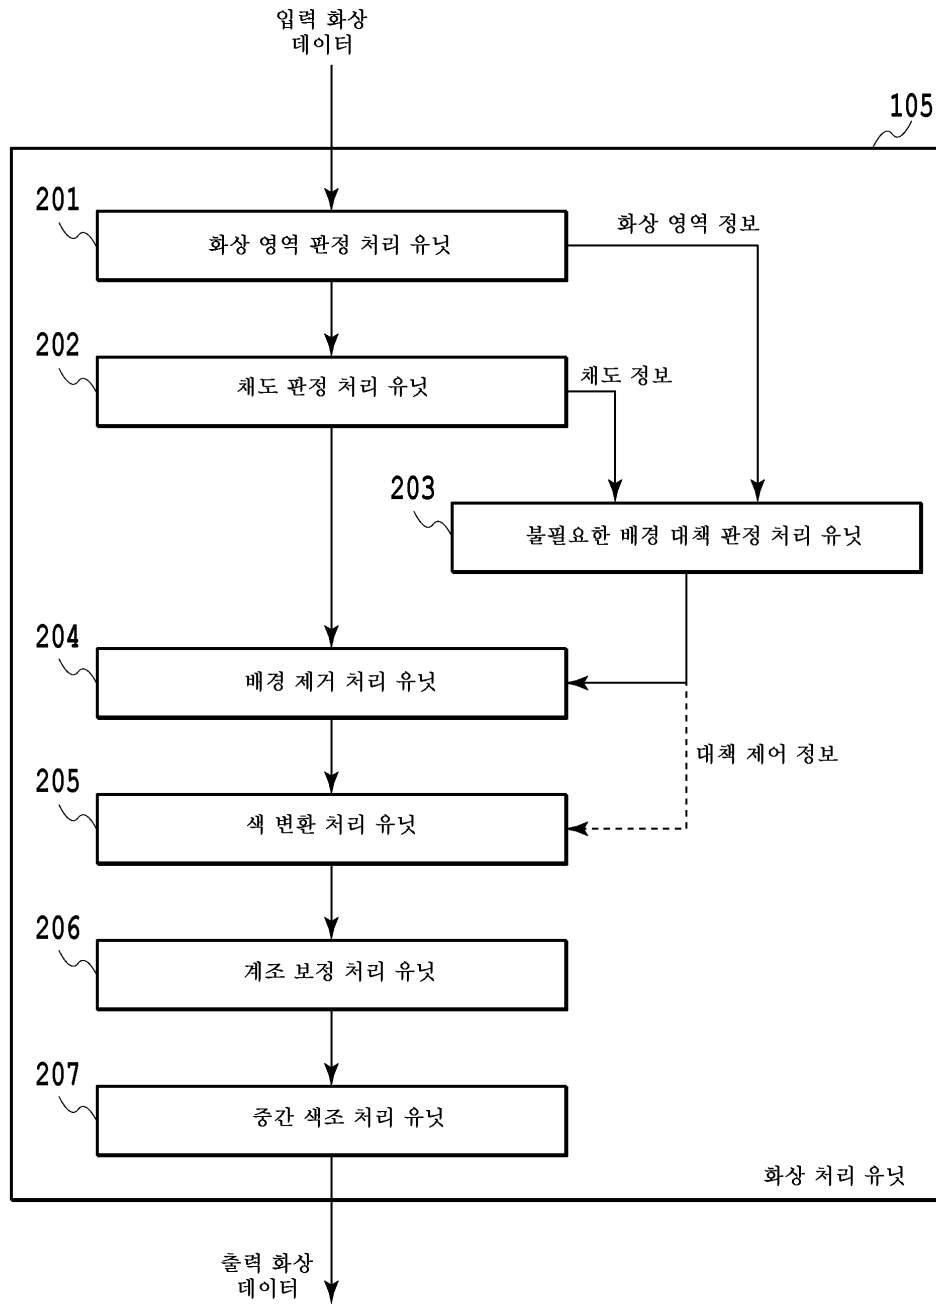 입력 화상
데이터
105
201
화상 영역 판정 처리 유닛
화상 영역 정보
202
채도 판정 처리 유닛
채도 정보
203
불필요한 배경 대책 판정 처리 유닛
204
배경 제거 처리 유닛
대책 제어 정보
205
색 변환 처리 유닛
206
계조 보정 처리 유닛
207
중간 색조 처리 유닛
화상 처리 유닛
출력 화상
데이터